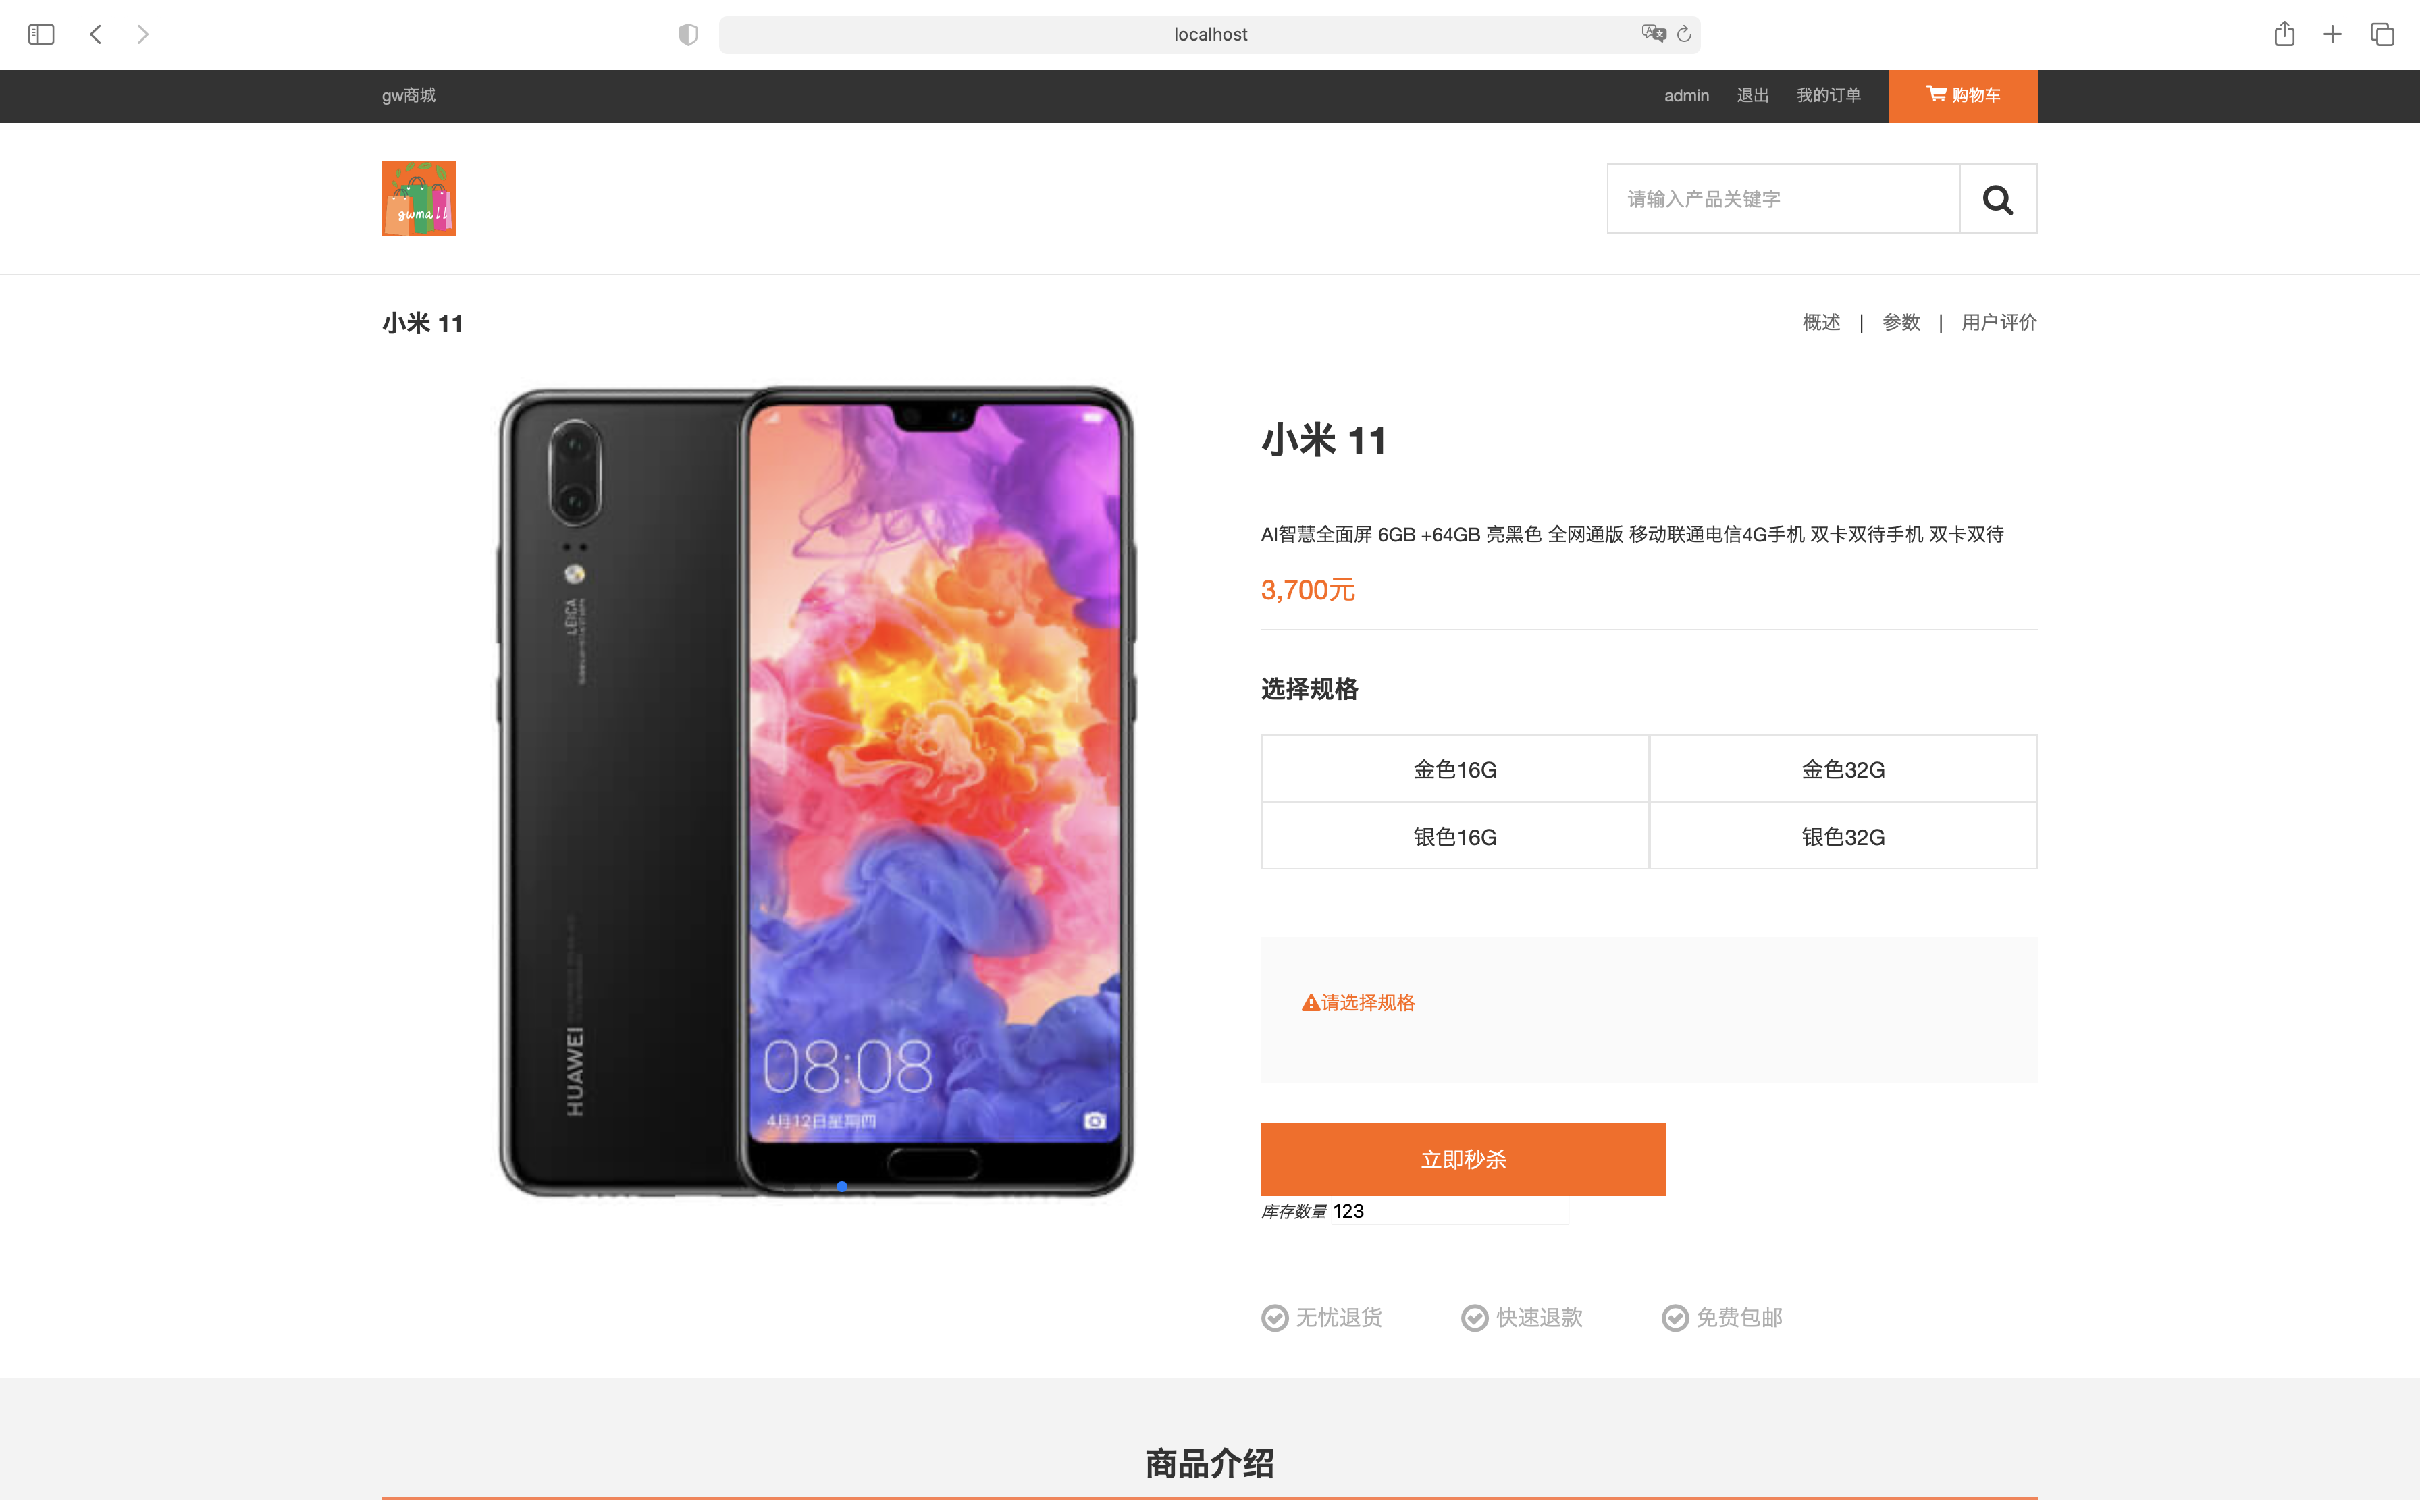 localhost
gw商城
admin 退出 我的订单 购物车
gwmall
请输入产品关键字
小米 11
概述 | 参数 | 用户评价
LEICA
HUAWEI
08:08
4月12日星期四
小米 11
AI智慧全面屏 6GB +64GB 亮黑色 全网通版 移动联通电信4G手机 双卡双待手机 双卡双待
3,700元
选择规格
金色16G 金色32G
银色16G 银色32G
请选择规格
立即秒杀
库存数量 123
无忧退货 快速退款 免费包邮
商品介绍